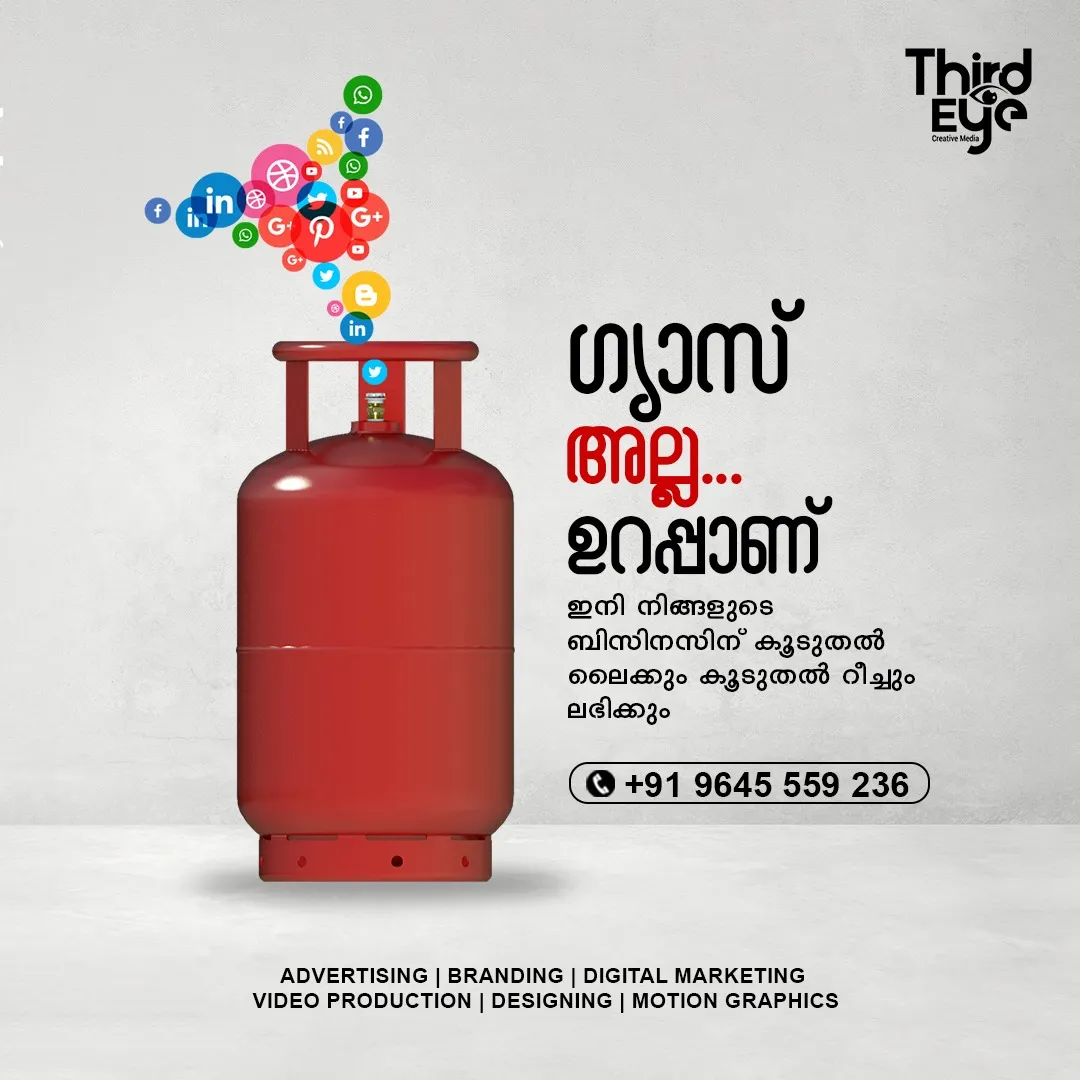 Third
Eye
Creative Media
ഗ്യാസ്
അല്ല...
ഉറപ്പാണ്
ഇനി നിങ്ങളുടെ
ബിസിനസിന് കൂടുതൽ
ലൈക്കും കൂടുതൽ റീച്ചും
ലഭിക്കും
+91 9645 559 236
ADVERTISING | BRANDING | DIGITAL MARKETING
VIDEO PRODUCTION | DESIGNING | MOTION GRAPHICS